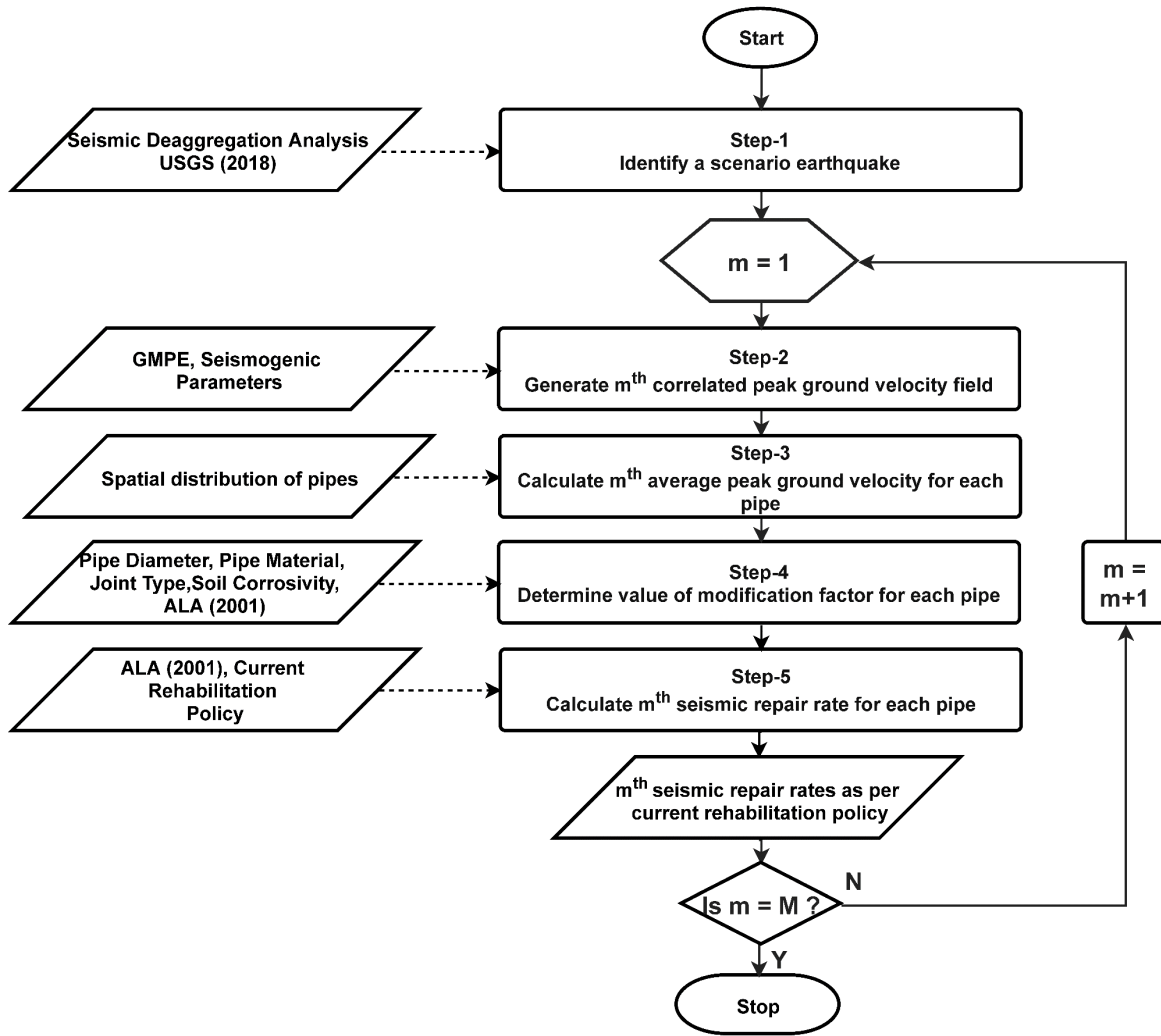 Start
Seismic Deaggregation Analysis
USGS (2018)
Step-1
Identify a scenario earthquake
m = 1
GMPE, Seismogenic
Parameters
Step-2
Generate mth correlated peak ground velocity field
Spatial distribution of pipes
Step-3
Calculate mth average peak ground velocity for each
pipe
Pipe Diameter, Pipe Material,
Joint Type,Soil Corrosivity,
ALA (2001)
Step-4
Determine value of modification factor for each pipe
m =
m+1
ALA (2001), Current
Rehabilitation
Policy
Step-5
Calculate mth seismic repair rate for each pipe
mth seismic repair rates as per
current rehabilitation policy
Is m = M ?
N
Y
Stop